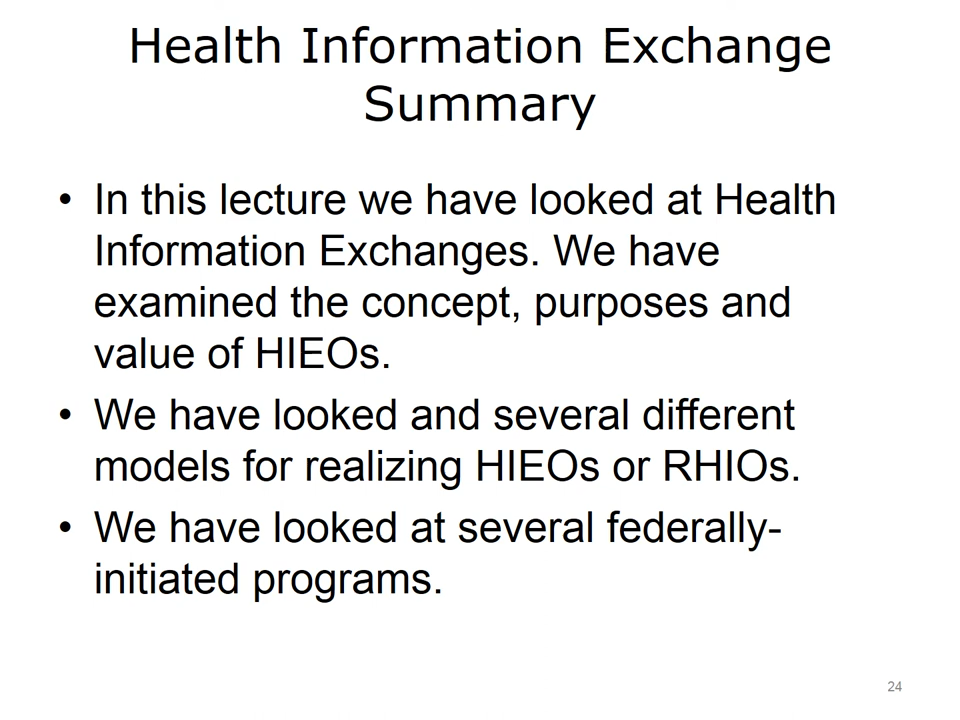 Health Information Exchange
Summary
• In this lecture we have looked at Health
Information Exchanges. We have
examined the concept, purposes and
value of HIEOs.
• We have looked and several different
models for realizing HIEOs or RHIOs.
• We have looked at several federally-
initiated programs.
24